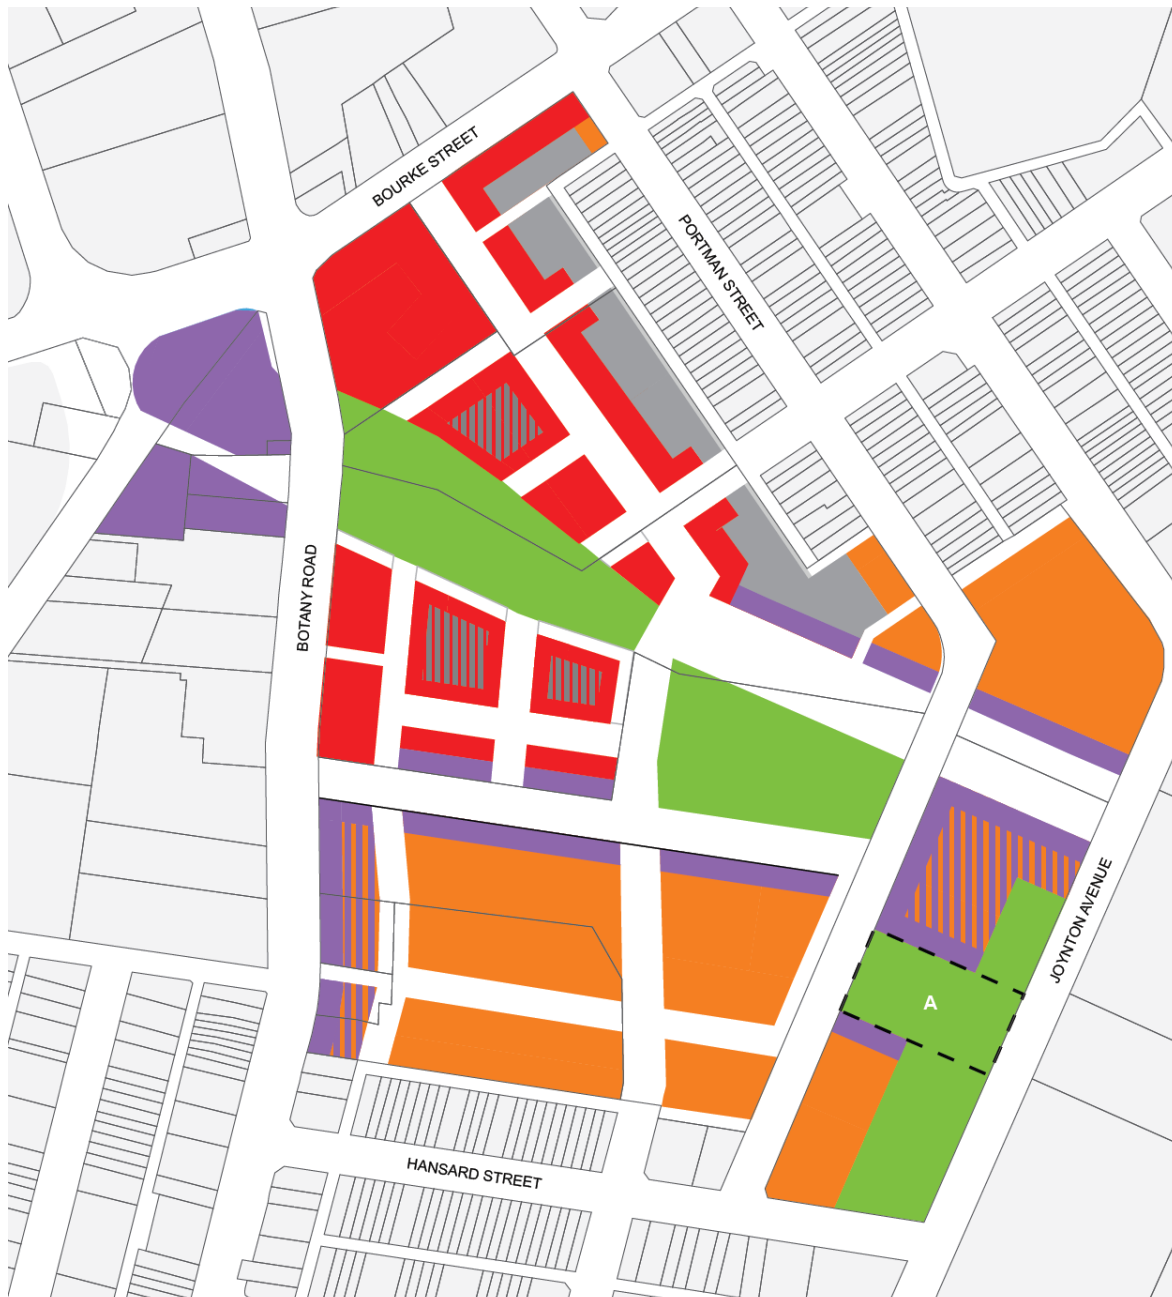 BOURKE STREET
PORTMAN STREET
BOTANY ROAD
JOYNTON AVENUE
A
HANSARD STREET